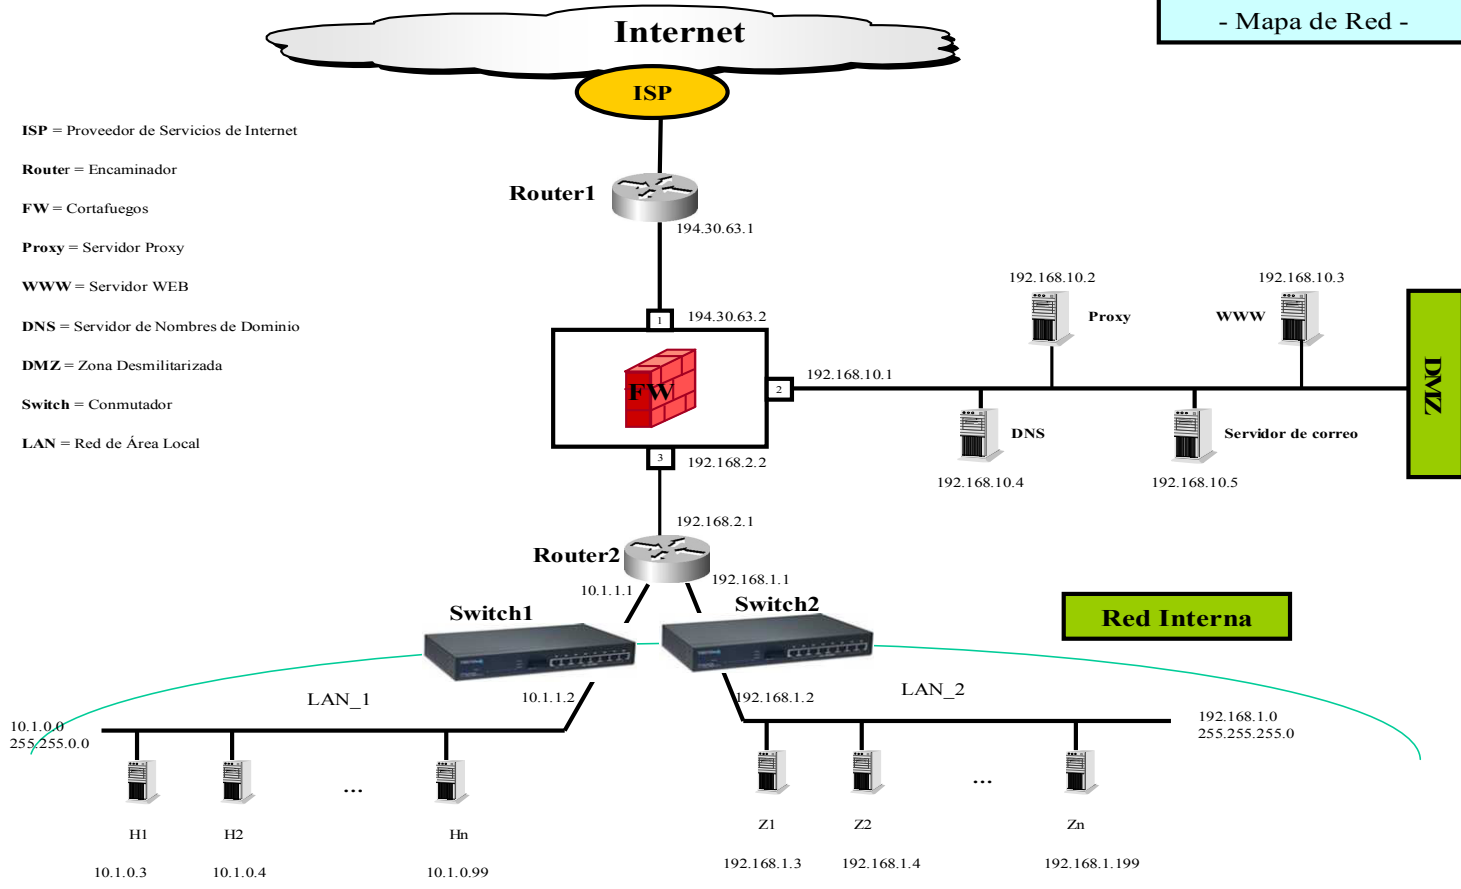 - Mapa de Red -
Internet
ISP
ISP = Proveedor de Servicios de Internet
Router = Encaminador
FW = Cortafuegos
Proxy = Servidor Proxy
WWW = Servidor WEB
DNS = Servidor de Nombres de Dominio
DMZ = Zona Desmilitarizada
Switch = Conmutador
LAN = Red de Área Local
Router1
194.30.63.1
1
194.30.63.2
FW
2
192.168.10.1
3
192.168.2.2
192.168.10.2
Proxy
192.168.10.3
WWW
DNS
192.168.10.4
Servidor de correo
192.168.10.5
DMZ
192.168.2.1
Router2
10.1.1.1
192.168.1.1
Switch1
Switch2
Red Interna
10.1.1.2
192.168.1.2
LAN_1
LAN_2
10.1.0.0
255.255.0.0
192.168.1.0
255.255.255.0
...
...
H1
H2
Hn
Z1
Z2
Zn
10.1.0.3
10.1.0.4
10.1.0.99
192.168.1.3
192.168.1.4
192.168.1.199